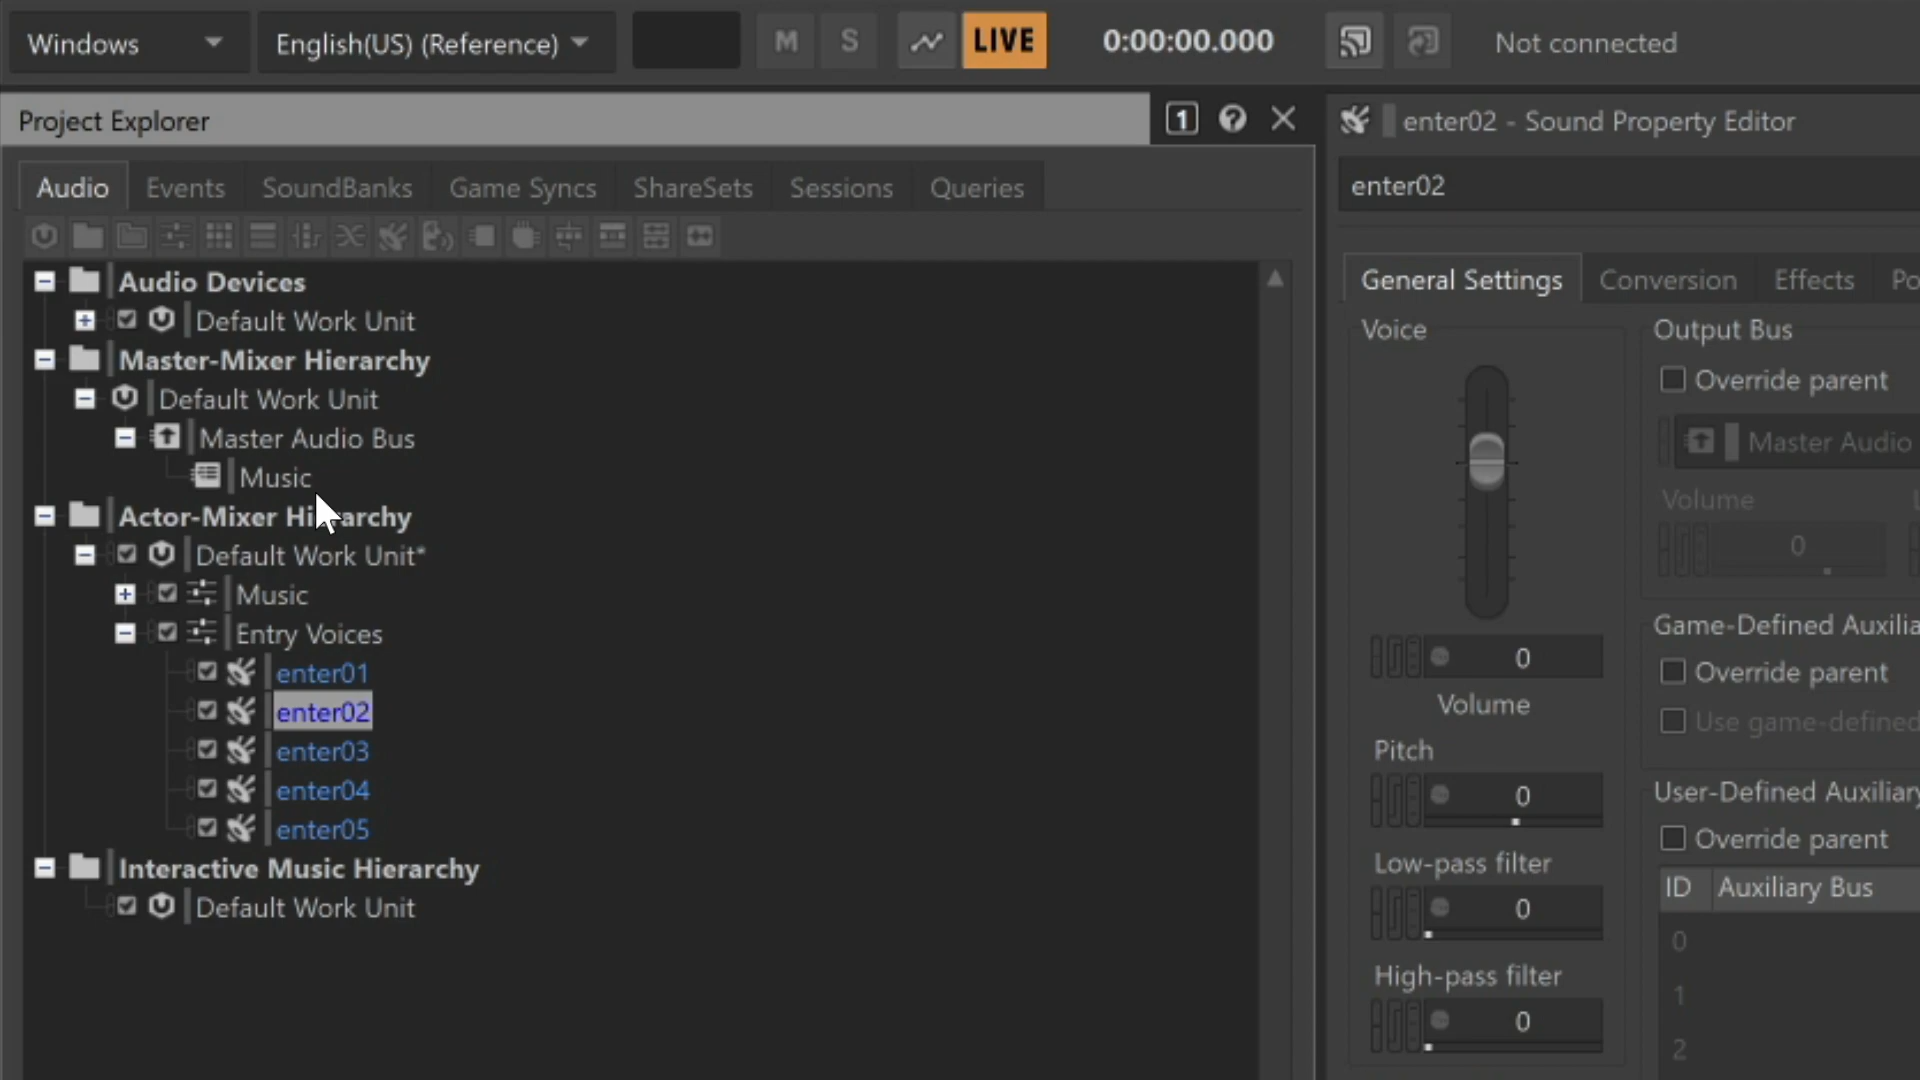 Windows
English(US) (Reference)
M
S
LIVE
0:00:00.000
Not connected
Project Explorer
1
enter02 - Sound Property Editor
Audio
Events
SoundBanks
Game Syncs
ShareSets
Sessions
Queries
enter02
Audio Devices
Default Work Unit
Master-Mixer Hierarchy
Default Work Unit
Master Audio Bus
Music
Actor-Mixer Hierarchy
Default Work Unit*
Music
Entry Voices
enter01
enter02
enter03
enter04
enter05
Interactive Music Hierarchy
Default Work Unit
General Settings
Conversion
Effects
Po
Voice
0
Volume
Pitch
0
Low-pass filter
0
High-pass filter
0
Output Bus
Override parent
Master Audio
Volume
0
Game-Defined Auxilia
Override parent
Use game-defined
User-Defined Auxiliary
Override parent
ID
Auxiliary Bus
0
1
2